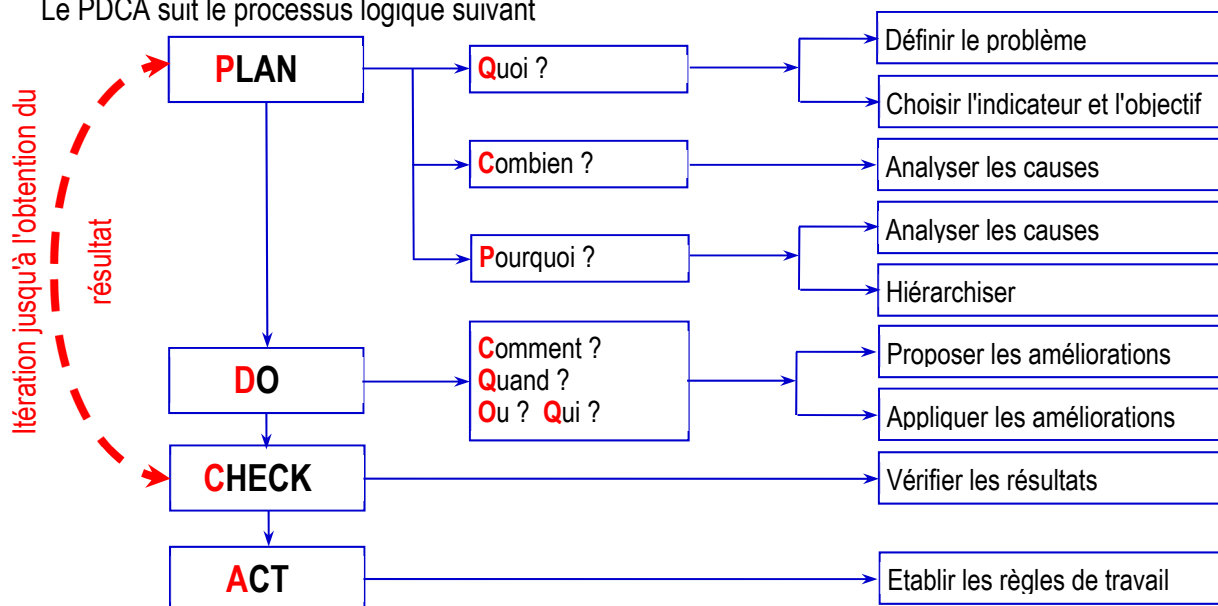 Le PDCA suit le processus logique suivant
Itération jusqu'à l'obtention du
résultat
PLAN
Quoi ?
Définir le problème
Choisir l'indicateur et l'objectif
Combien ?
Analyser les causes
Pourquoi ?
Analyser les causes
Hiérarchiser
DO
Comment ?
Quand ?
Ou ? Qui ?
Proposer les améliorations
Appliquer les améliorations
CHECK
Vérifier les résultats
ACT
Etablir les règles de travail